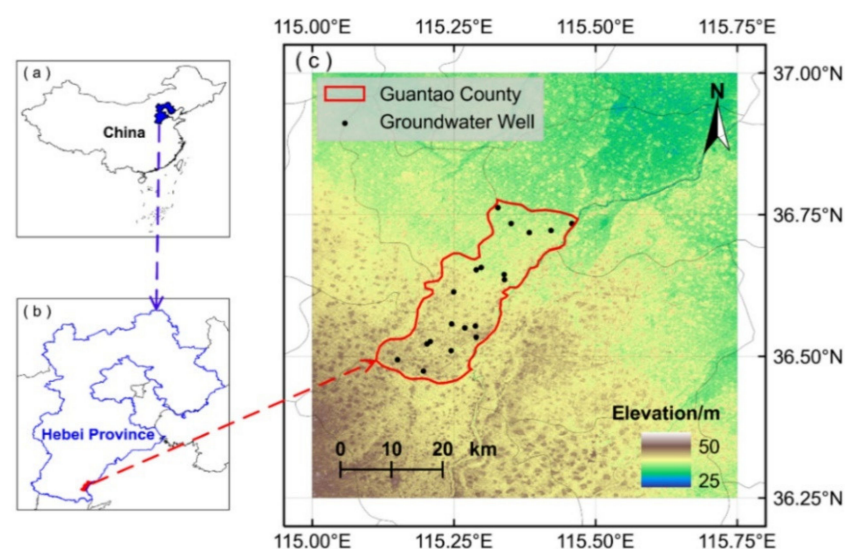 ( a )
China
( b )
Hebei Province
115.00°E 115.25°E 115.50°E 115.75°E
( c )
Guantao County
Groundwater Well
N
37.00°N
36.75°N
36.50°N
36.25°N
Elevation/m
50
25
0 10 20 km
115.00°E 115.25°E 115.50°E 115.75°E